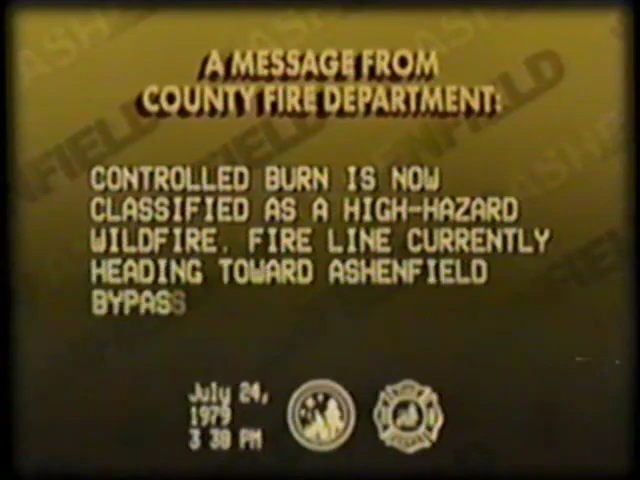 A MESSAGE FROM
COUNTY FIRE DEPARTMENT:
CONTROLLED BURN IS NOW
CLASSIFIED AS A HIGH-HAZARD
WILDFIRE. FIRE LINE CURRENTLY
HEADING TOWARD ASHENFIELD
BYPASS
July 24,
1979
3 30 PM